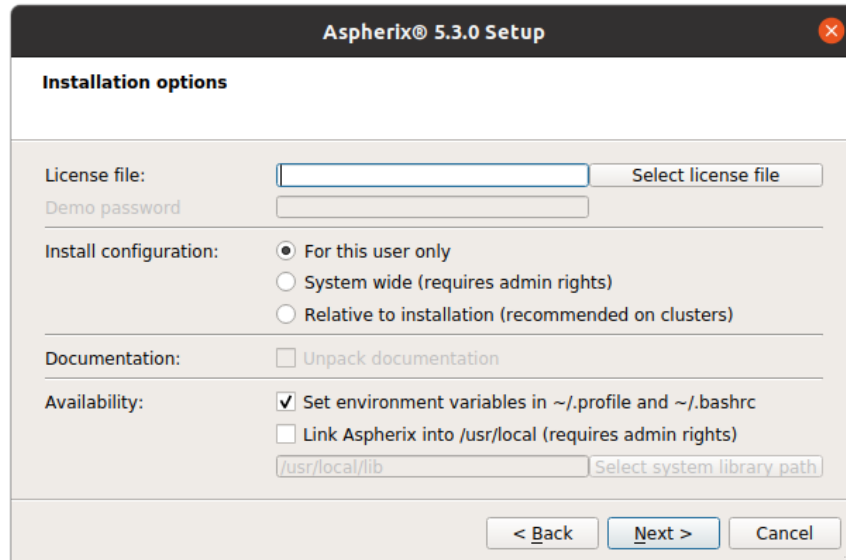 Aspherix® 5.3.0 Setup
Installation options
License file:
Select license file
Demo password
Install configuration:
For this user only
System wide (requires admin rights)
Relative to installation (recommended on clusters)
Documentation:
Unpack documentation
Availability:
Set environment variables in ~/.profile and ~/.bashrc
Link Aspherix into /usr/local (requires admin rights)
/usr/local/lib
Select system library path
< Back
Next >
Cancel